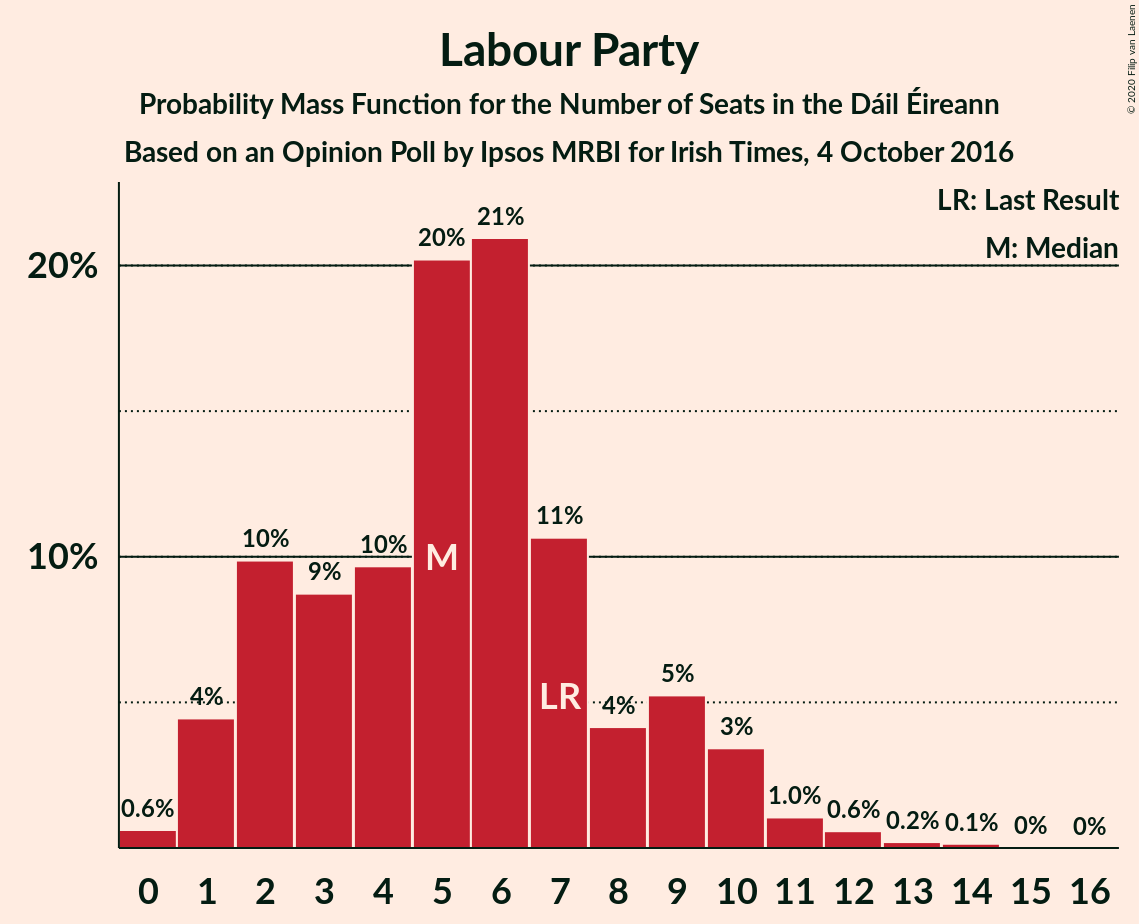 Labour Party
Probability Mass Function for the Number of Seats in the Dáil Éireann
Based on an Opinion Poll by Ipsos MRBI for Irish Times, 4 October 2016
© 2020 Filip van Laenen
LR: Last Result
M: Median
20%
10%
0.6%
4%
10%
9%
10%
20%
21%
11%
4%
5%
3%
1.0%
0.6%
0.2%
0.1%
0%
0%
M
LR
0 1 2 3 4 5 6 7 8 9 10 11 12 13 14 15 16